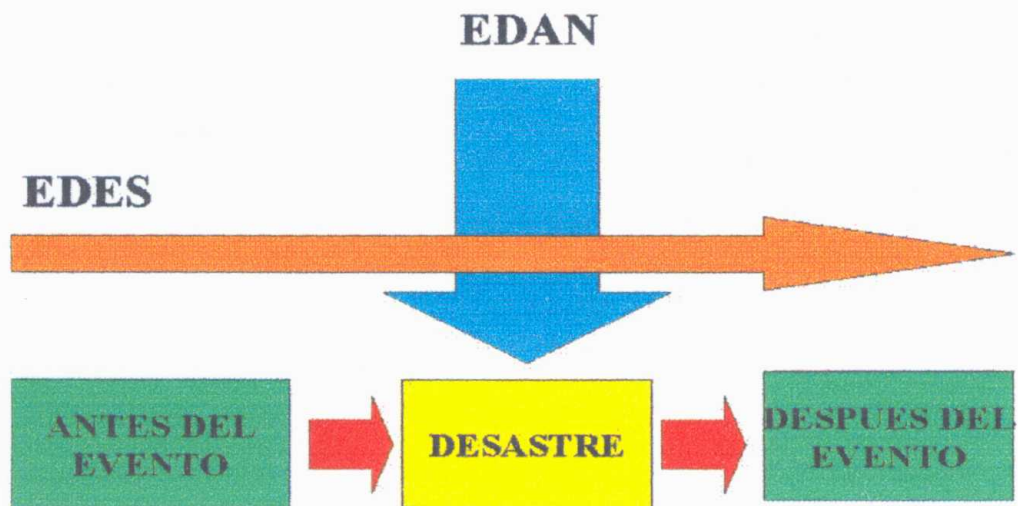 EDAN
EDES
ANTES DEL
EVENTO
DESASTRE
DESPUES DEL
EVENTO